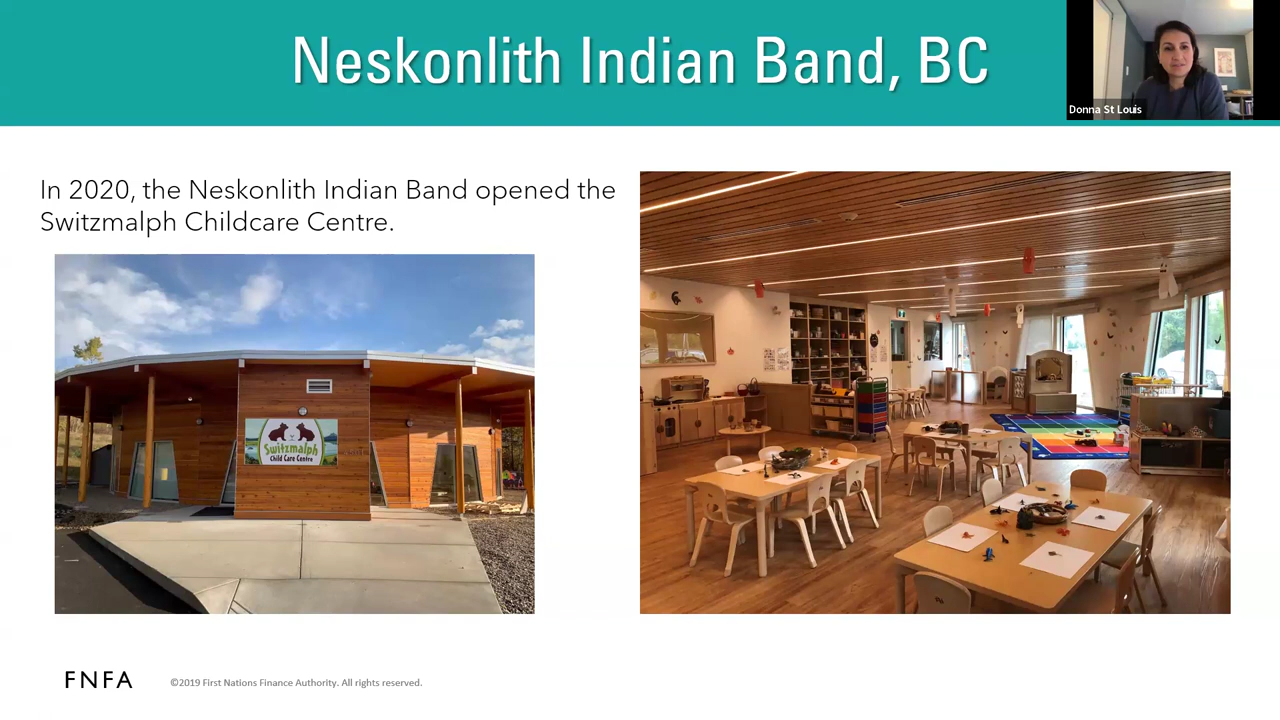 Neskonlith Indian Band, BC
Donna St Louis
In 2020, the Neskonlith Indian Band opened the
Switzmalph Childcare Centre.
Switzmalph
Child Care Centre
FNFA
©2019 First Nations Finance Authority. All rights reserved.